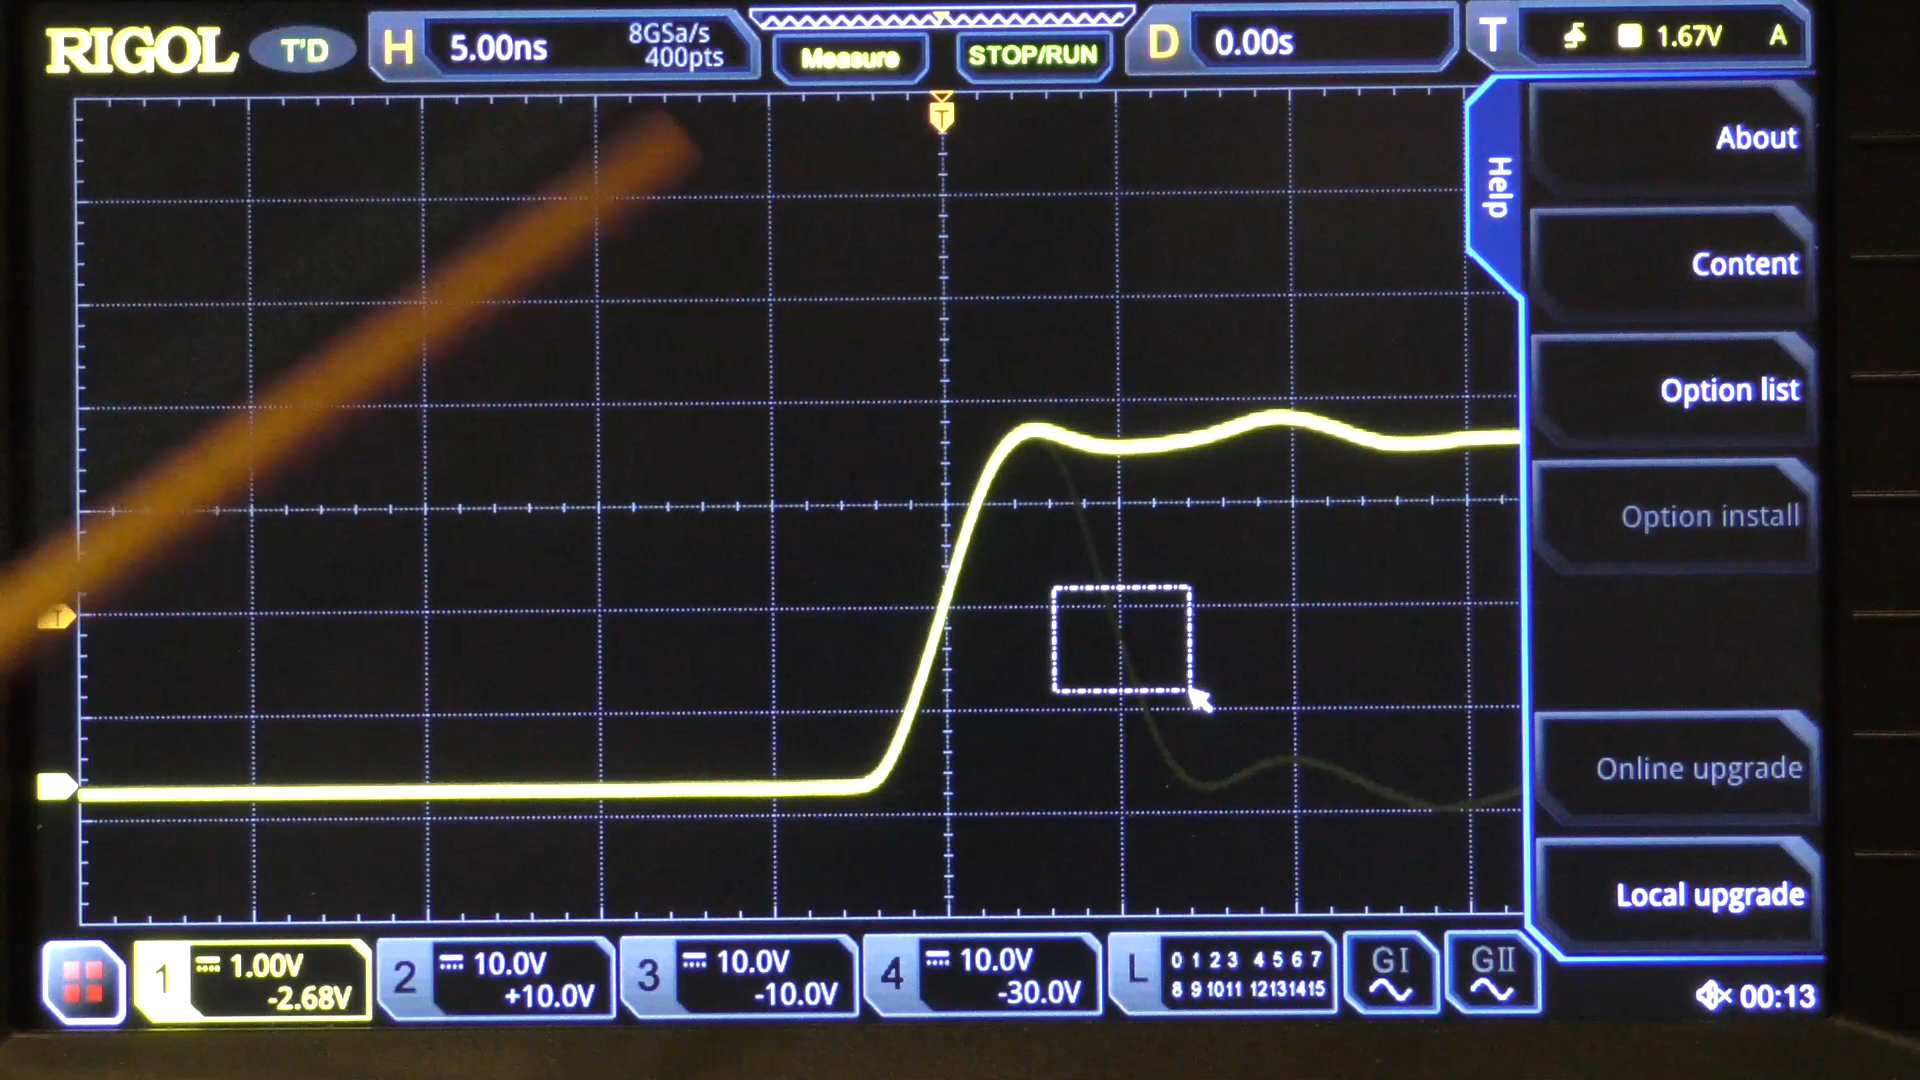 RIGOL
T'D
H
5.00ns
8GSa/s
400pts
Measure
STOP/RUN
D
0.00s
T
1.67V
A
T
T
Help
About
Content
Option list
Option install
Online upgrade
Local upgrade
1
1.00V
-2.68V
2
10.0V
+10.0V
3
10.0V
-10.0V
4
10.0V
-30.0V
L
0 1 2 3 4 5 6 7
8 9 10 11 12 13 14 15
GI
GII
00:13